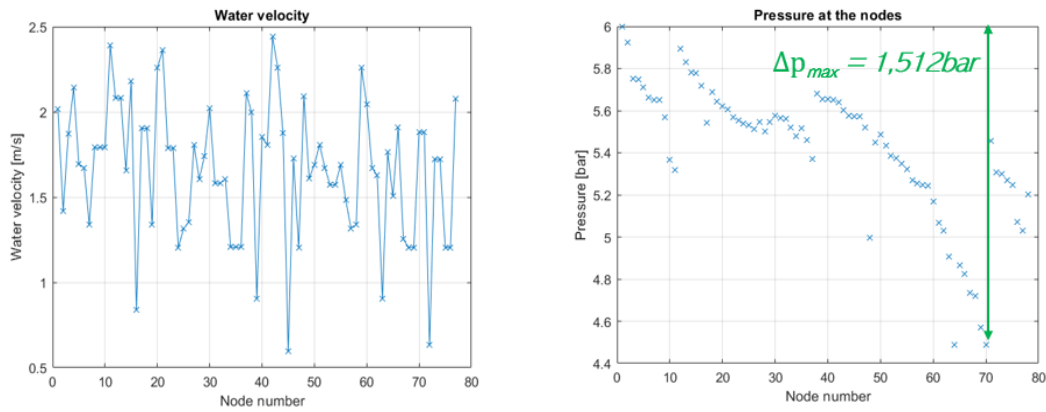 Water velocity
Water velocity [m/s]
2.5
2
1.5
1
0.5
0 10 20 30 40 50 60 70 80
Node number
Pressure at the nodes
Δp_max = 1,512bar
Pressure [bar]
6
5.8
5.6
5.4
5.2
5
4.8
4.6
4.4
0 10 20 30 40 50 60 70 80
Node number